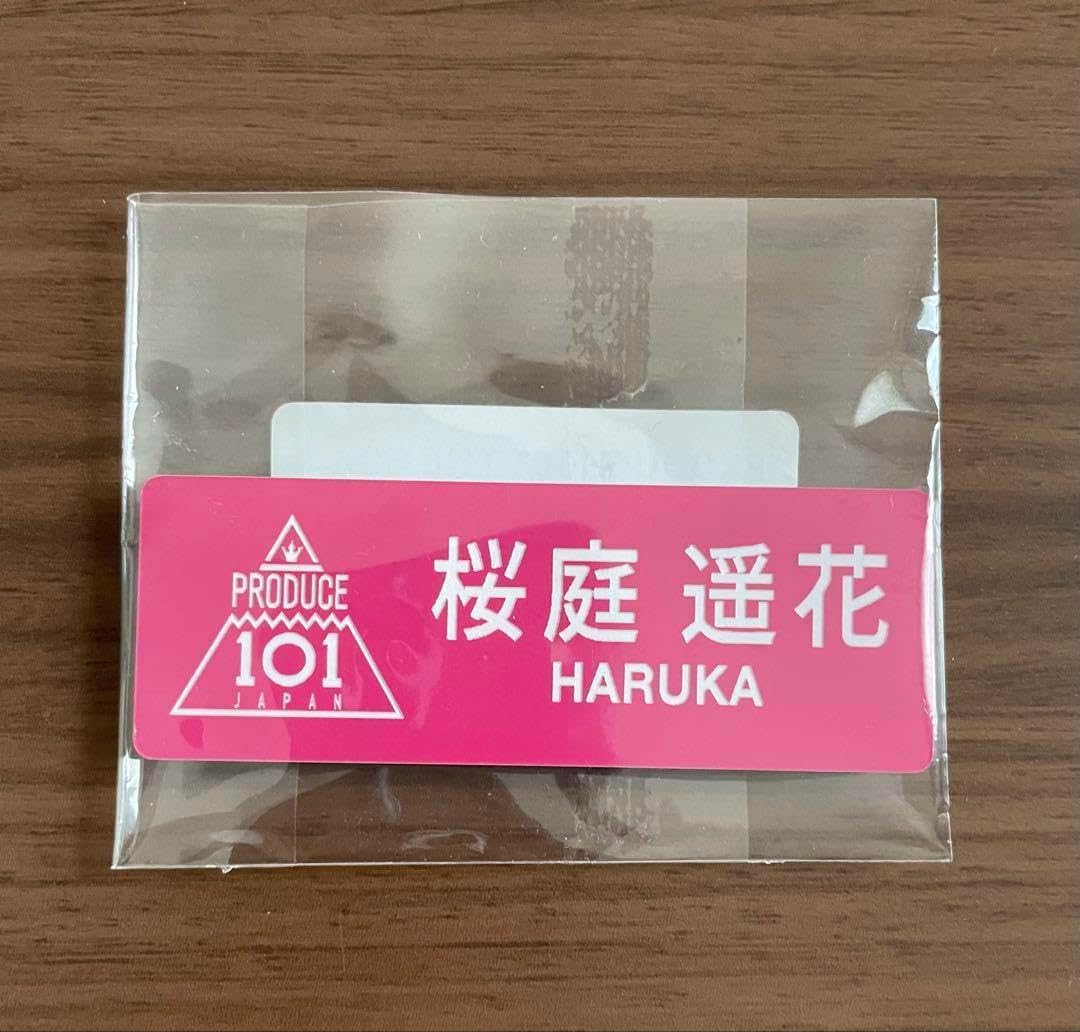 PRODUCE
101
JAPAN
桜庭 遥花
HARUKA